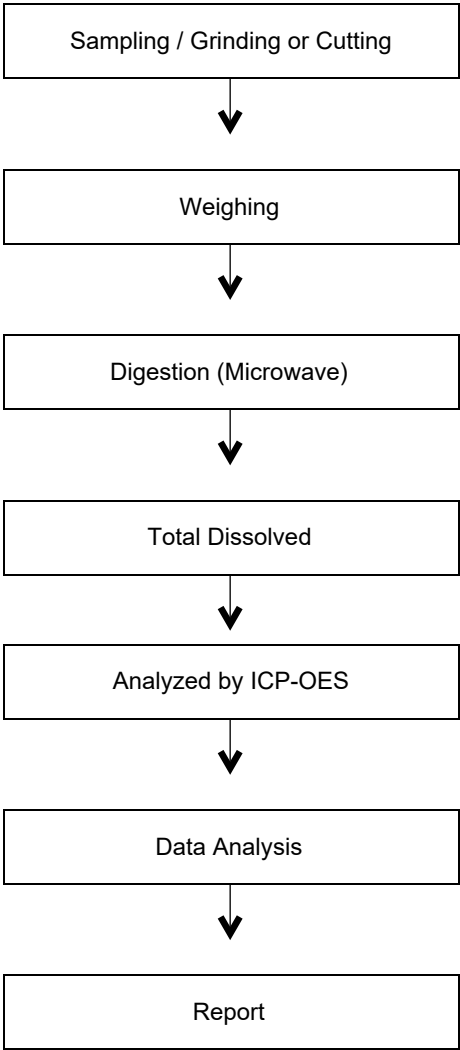 Sampling / Grinding or Cutting
Weighing
Digestion (Microwave)
Total Dissolved
Analyzed by ICP-OES
Data Analysis
Report